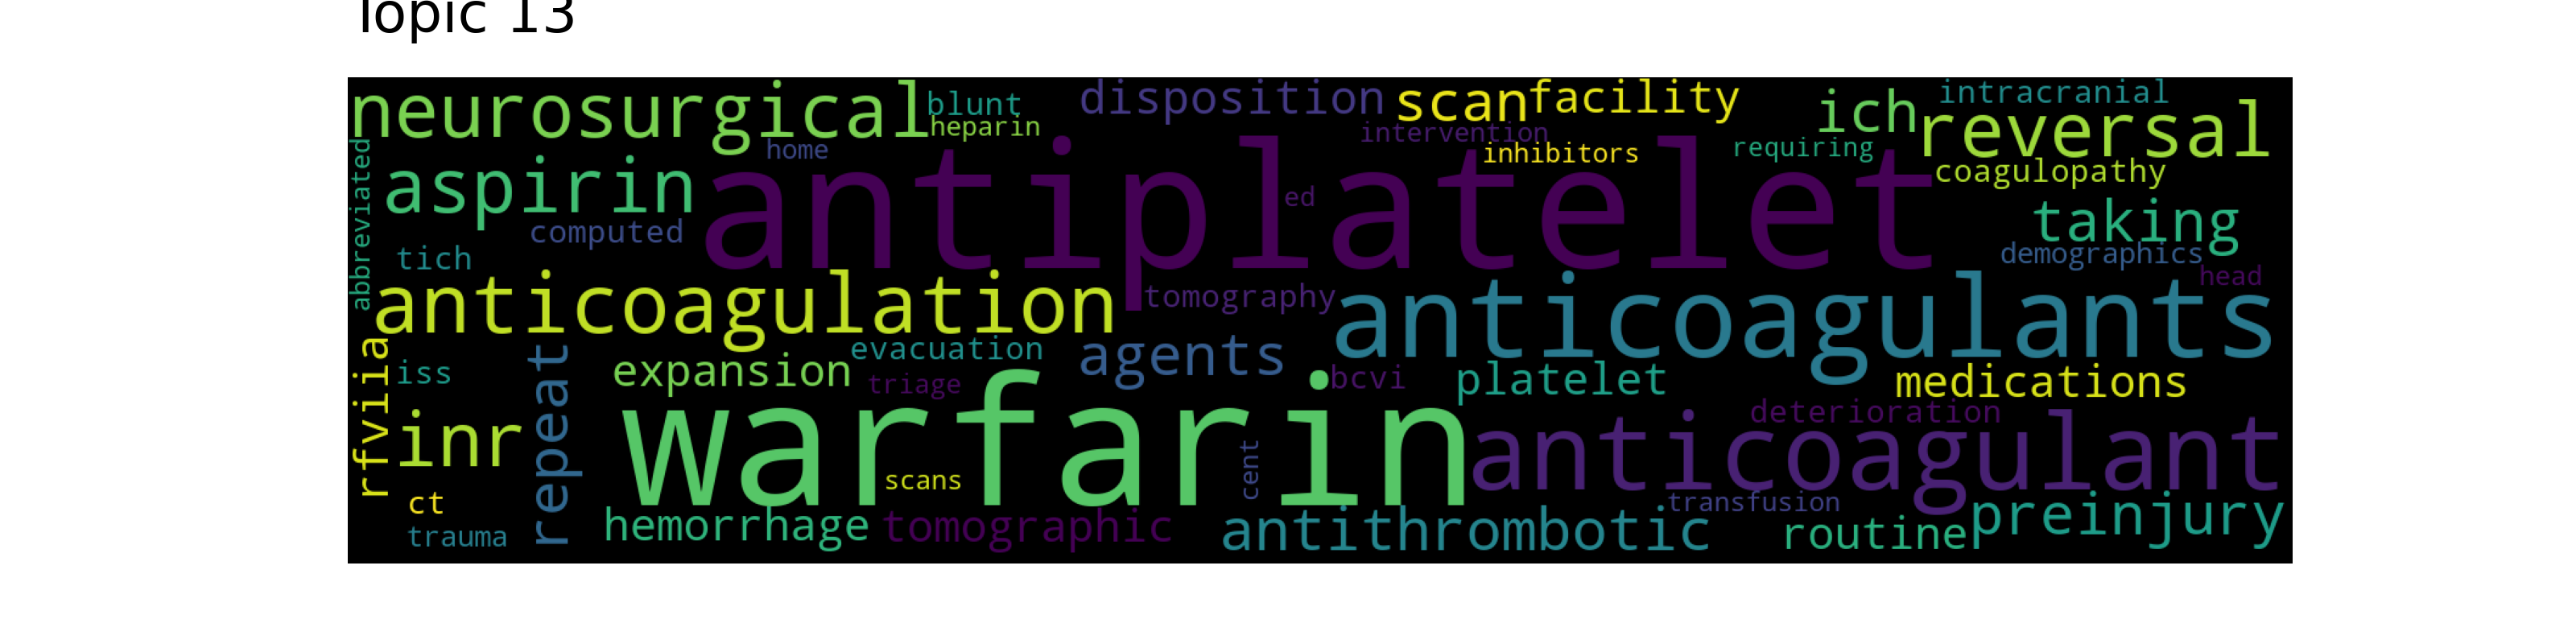 Topic 13
neurosurgical
blunt
heparin
disposition
scan
facility
ich
intracranial
reversal
intervention
inhibitors
requiring
coagulopathy
home
abbreviated
aspirin
antiplatelet
ed
taking
computed
tich
demographics
head
anticoagulation
tomography
anticoagulants
rfviia
iss
repeat
expansion
evacuation
triage
agents
bcvi
platelet
medications
deterioration
inr
warfarin
anticoagulant
scans
cent
ct
trauma
hemorrhage
tomographic
antithrombotic
transfusion
routine
preinjury